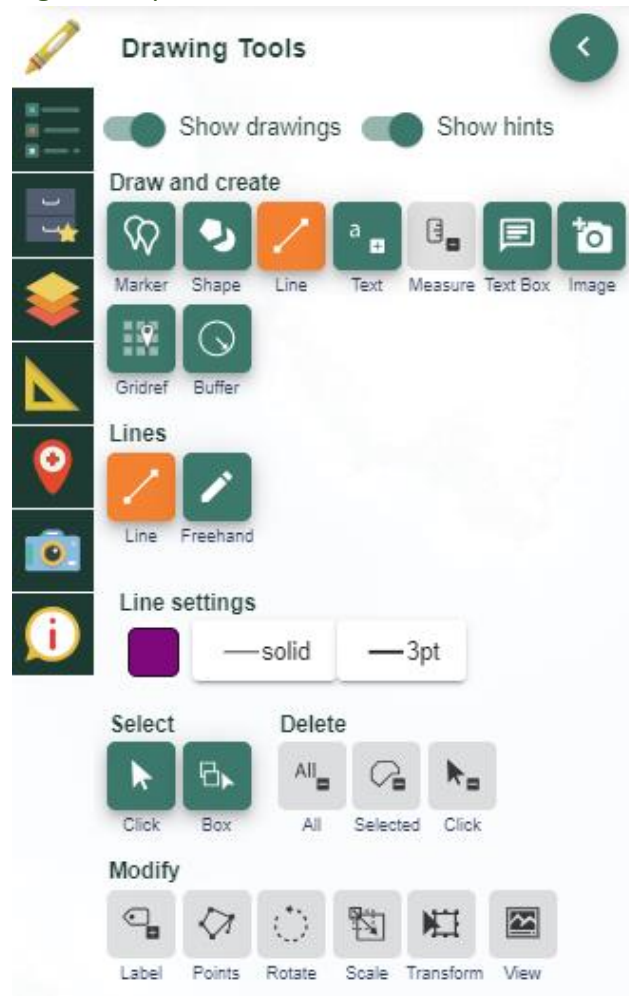 Drawing Tools
Show drawings Show hints
Draw and create
a
Marker Shape Line Text Measure Text Box Image
Gridref Buffer
Lines
Line Freehand
Line settings
solid 3pt
Select Delete
All
Click Box All Selected Click
Modify
Label Points Rotate Scale Transform View